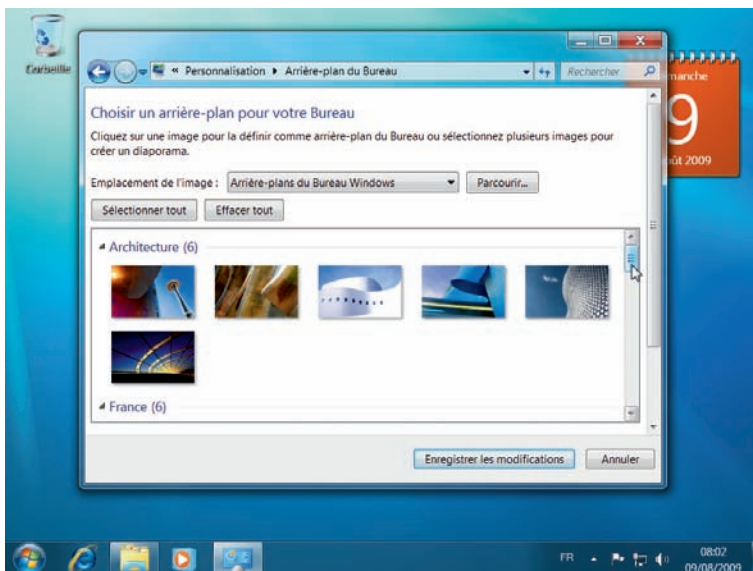 Corbeille
« Personnalisation ▸ Arrière-plan du Bureau
Rechercher
manche
9
oût 2009
Choisir un arrière-plan pour votre Bureau
Cliquez sur une image pour la définir comme arrière-plan du Bureau ou sélectionnez plusieurs images pour
créer un diaporama.
Emplacement de l'image : Arrière-plans du Bureau Windows Parcourir...
Sélectionner tout Effacer tout
Architecture (6)
France (6)
Enregistrer les modifications Annuler
FR 08:02
09/08/2009